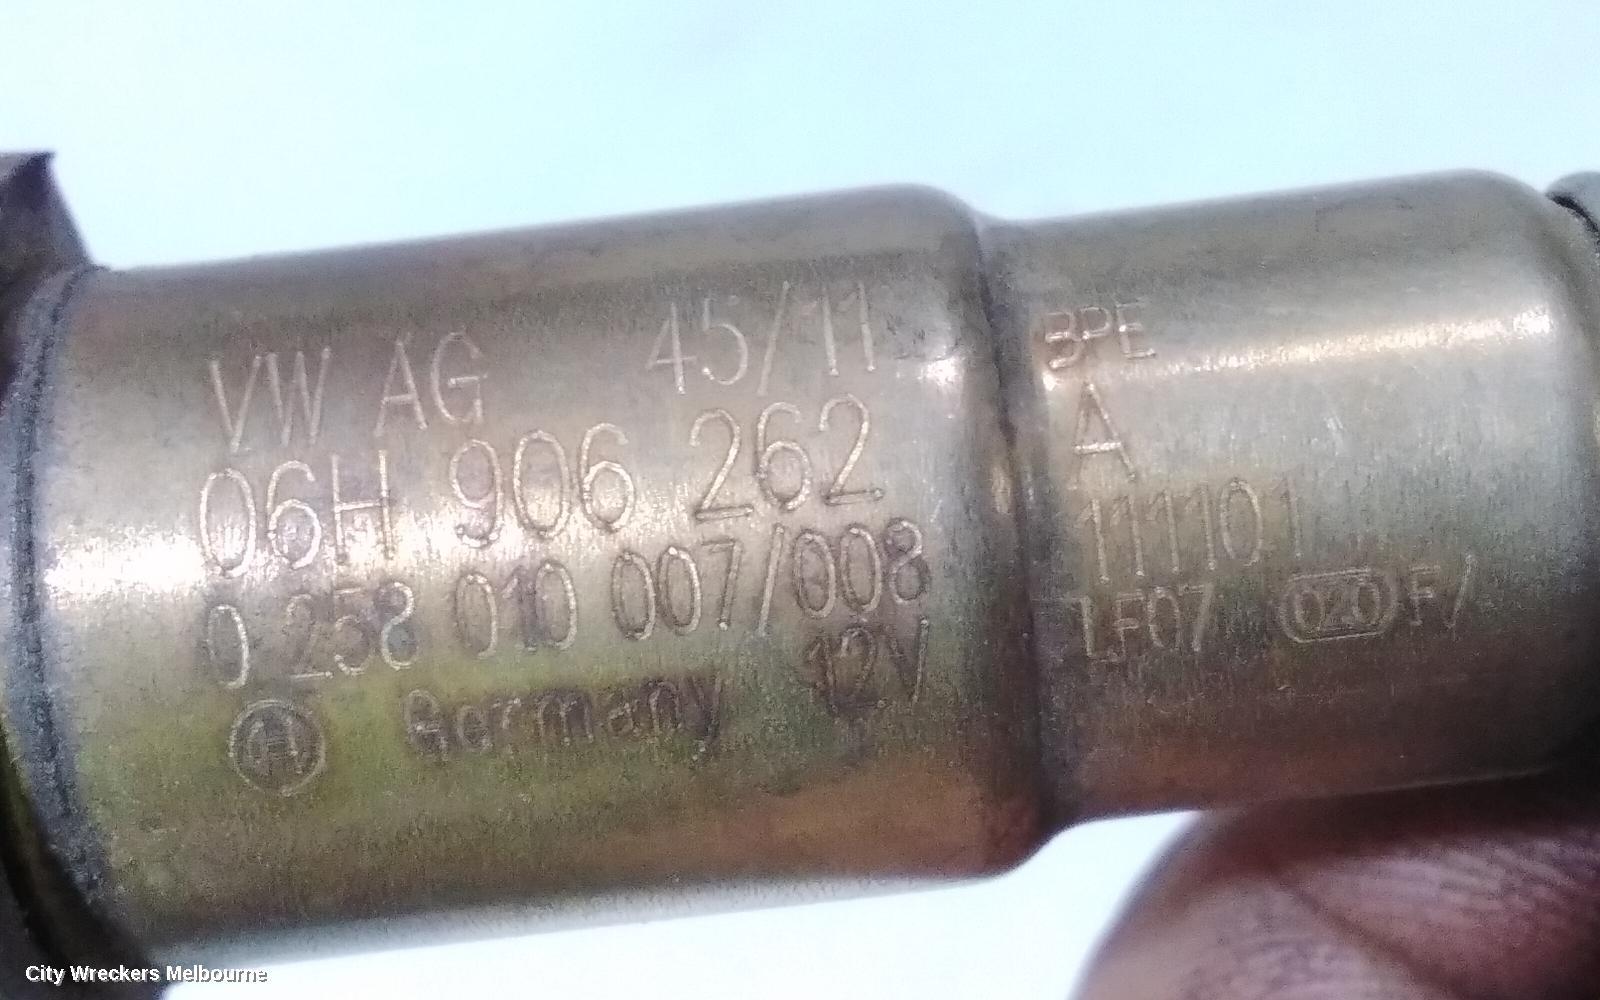 VW AG 45/11
06H 906 262
0 258 010 007/008
Germany 12V
BPE
A
111101
LF07 020 F/
City Wreckers Melbourne